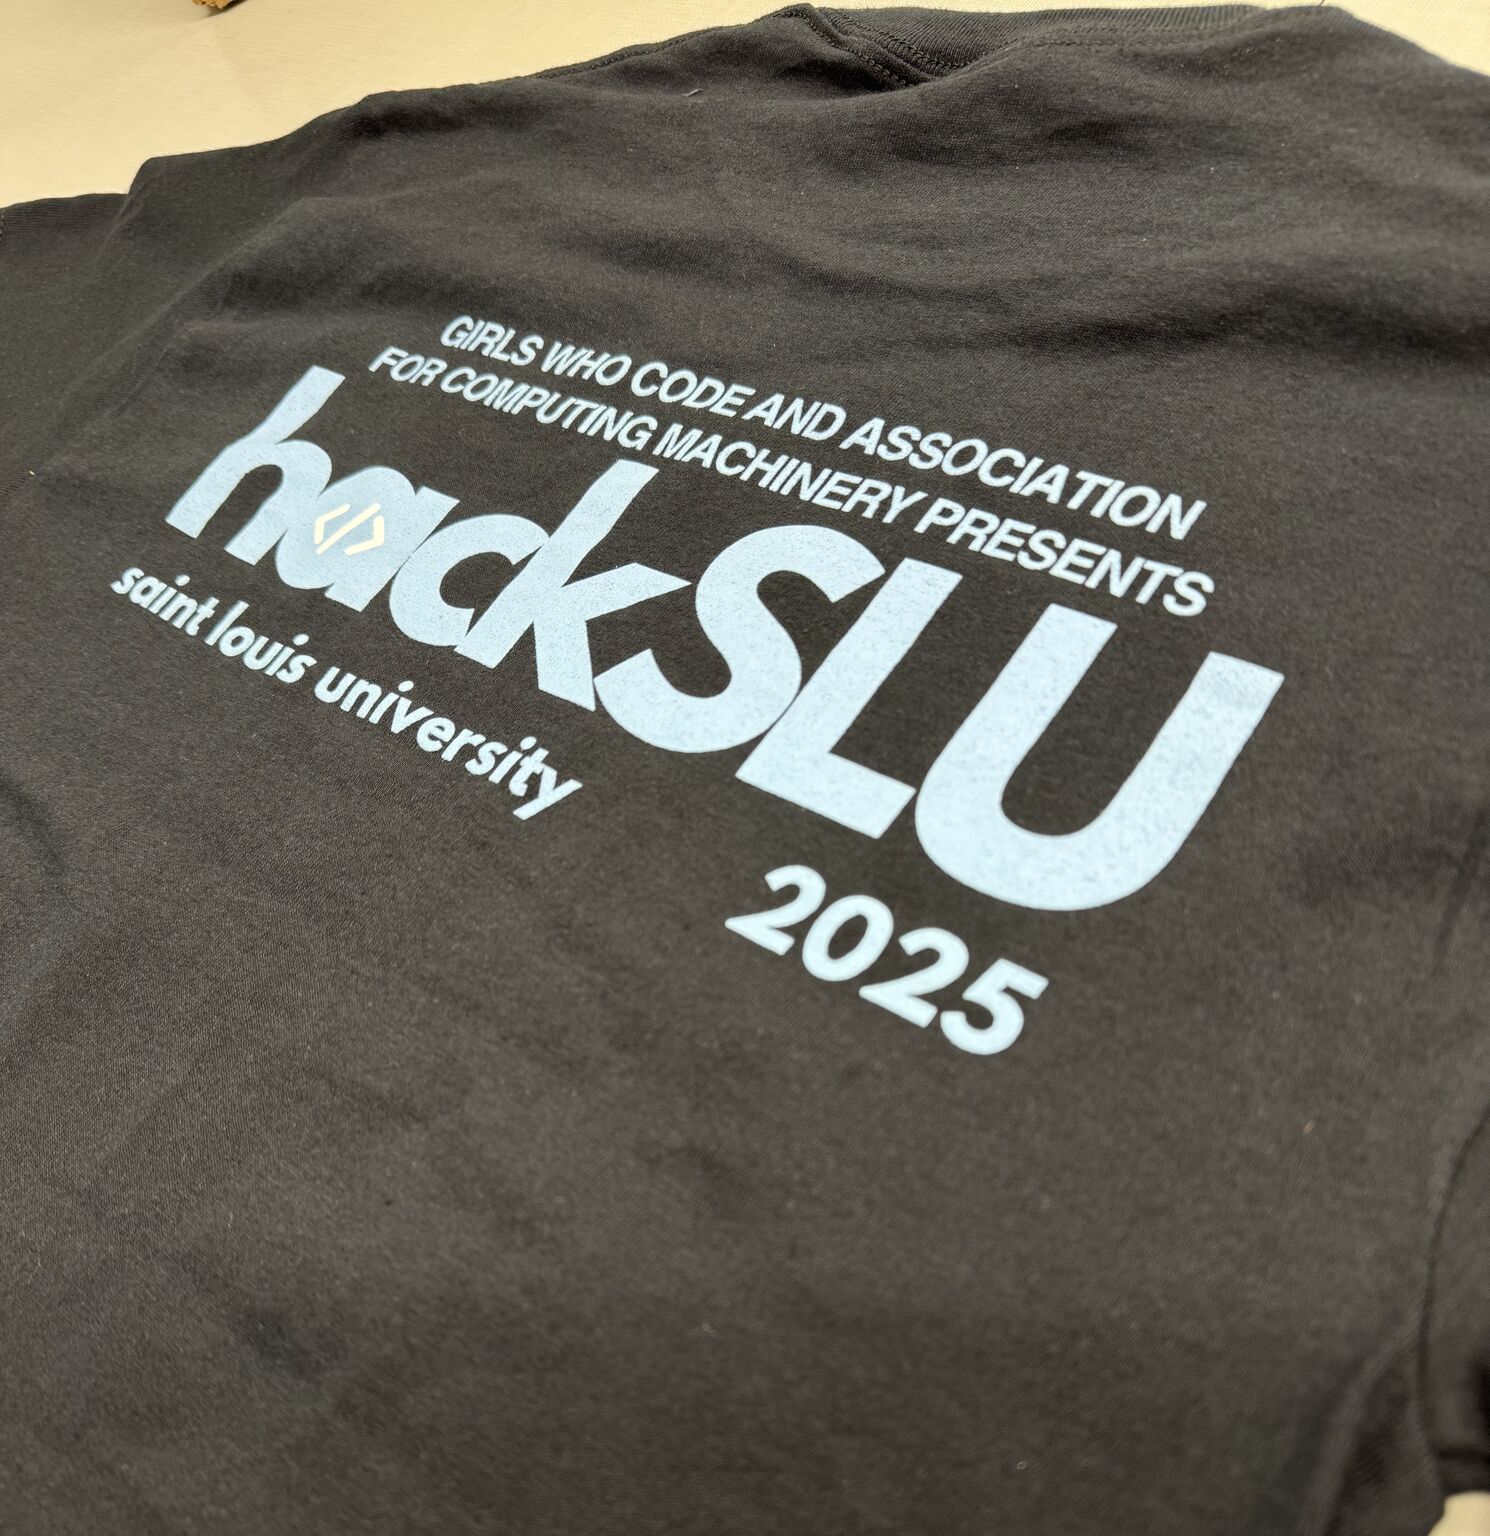 GIRLS WHO CODE AND ASSOCIATION
FOR COMPUTING MACHINERY PRESENTS
hackSLU
</>
saint louis university
2025